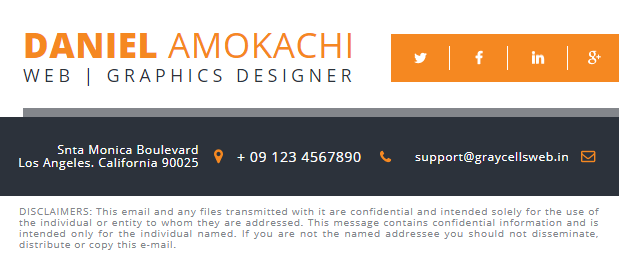 DANIEL AMOKACHI
WEB | GRAPHICS DESIGNER
Snta Monica Boulevard
Los Angeles. California 90025
+ 09 123 4567890
support@graycellsweb.in
DISCLAIMERS: This email and any files transmitted with it are confidential and intended solely for the use of
the individual or entity to whom they are addressed. This message contains confidential information and is
intended only for the individual named. If you are not the named addressee you should not disseminate,
distribute or copy this e-mail.